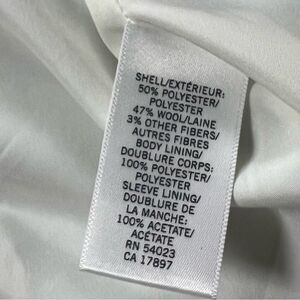 SHELL/EXTÉRIEUR:
50% POLYESTER/
POLYESTER
47% WOOL/LAINE
3% OTHER FIBERS/
AUTRES FIBRES
BODY LINING/
DOUBLURE CORPS:
100% POLYESTER/
POLYESTER
SLEEVE LINING/
DOUBLURE DE
LA MANCHE:
100% ACETATE/
ACÉTATE
RN 54023
CA 17897